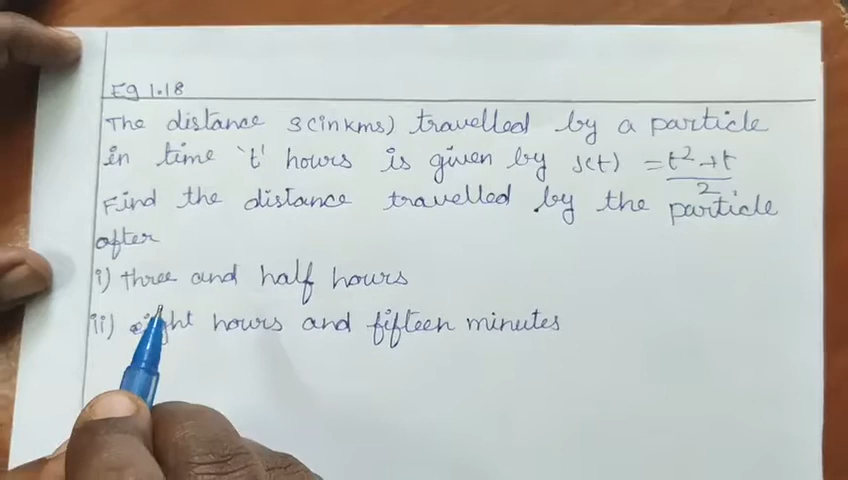 Eg 1.18
The distance s(in kms) travelled by a particle
in time 't' hours is given by s(t) = t²+t/2
Find the distance travelled by the particle
after
i) three and half hours
ii) eight hours and fifteen minutes